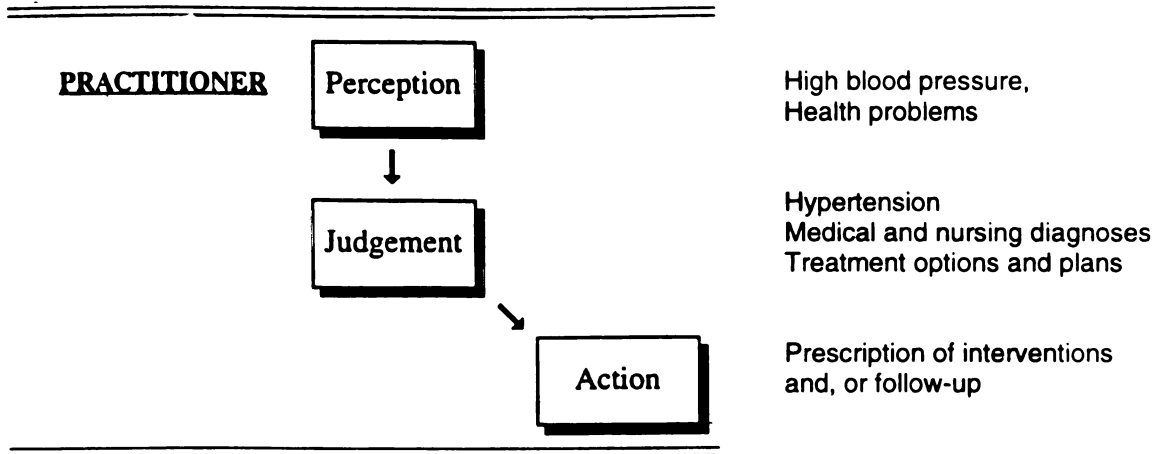 PRACTITIONER
Perception
High blood pressure,
Health problems
Judgement
Hypertension
Medical and nursing diagnoses
Treatment options and plans
Action
Prescription of interventions
and, or follow-up